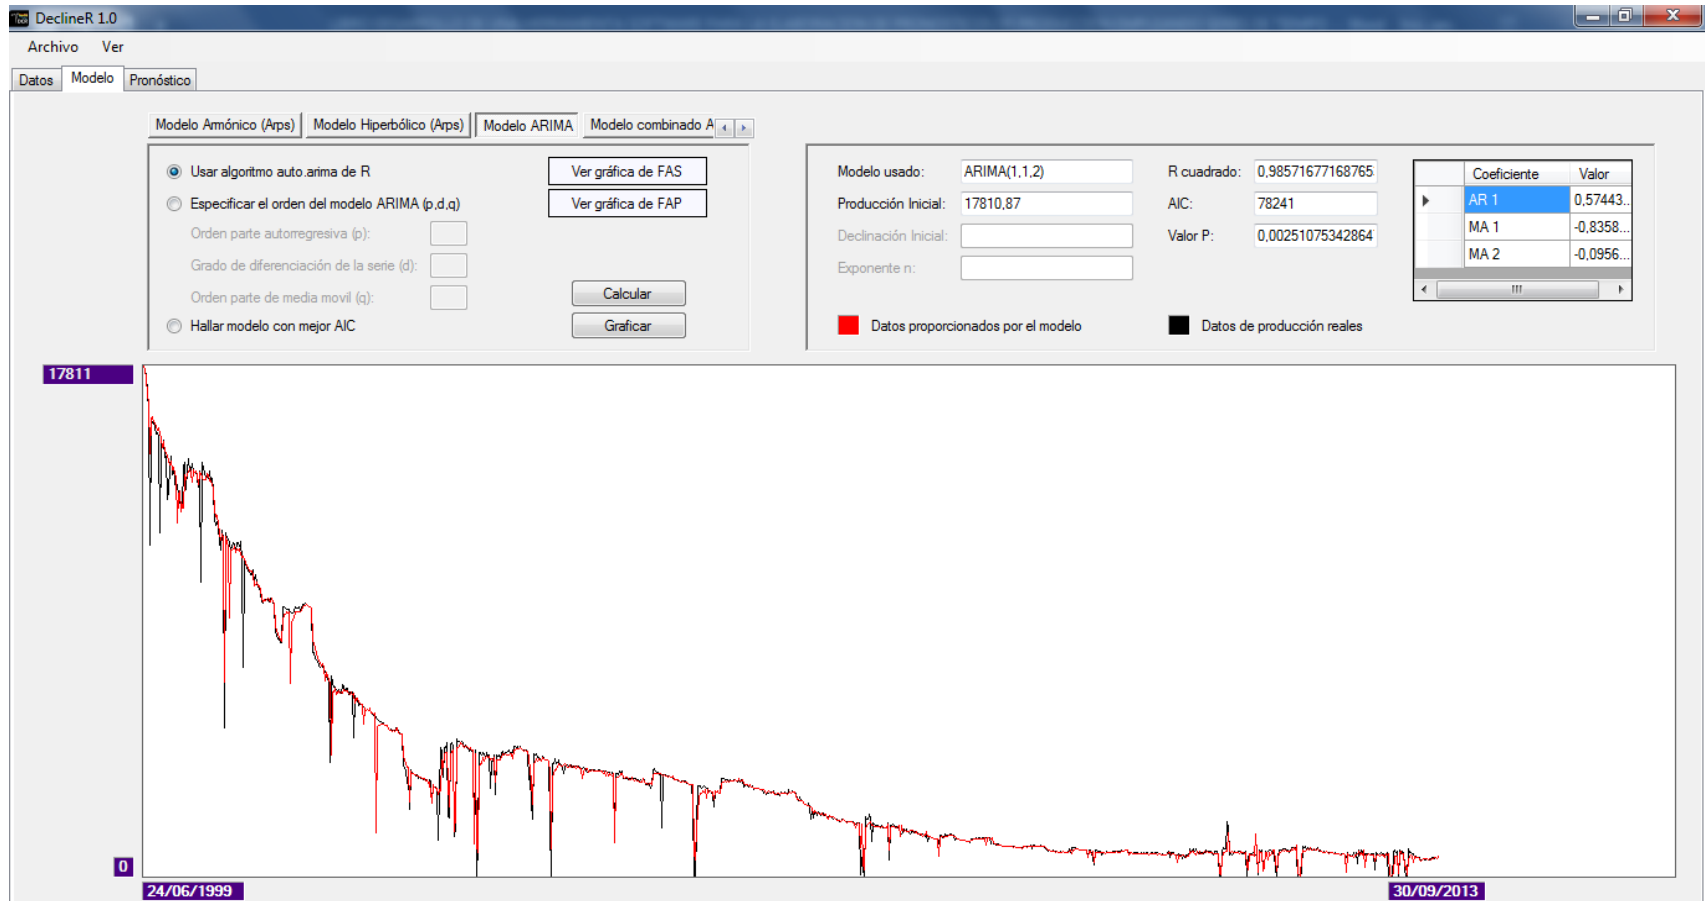 DeclineR 1.0
Archivo Ver
Datos Modelo Pronóstico
Modelo Armónico (Arps) Modelo Hiperbólico (Arps) Modelo ARIMA Modelo combinado A
Usar algoritmo auto.arima de R
Ver gráfica de FAS
Especificar el orden del modelo ARIMA (p,d,q)
Ver gráfica de FAP
Orden parte autorregresiva (p):
Grado de diferenciación de la serie (d):
Orden parte de media movil (q):
Calcular
Hallar modelo con mejor AIC
Graficar
Modelo usado: ARIMA(1,1,2)
R cuadrado: 0,98571677168765
Producción Inicial: 17810,87
AIC: 78241
Declinación Inicial:
Valor P: 0,00251075342864
Exponente n:
Coeficiente Valor
AR 1 0,57443...
MA 1 -0,8358...
MA 2 -0,0956...
Datos proporcionados por el modelo
Datos de producción reales
17811
0
24/06/1999
30/09/2013